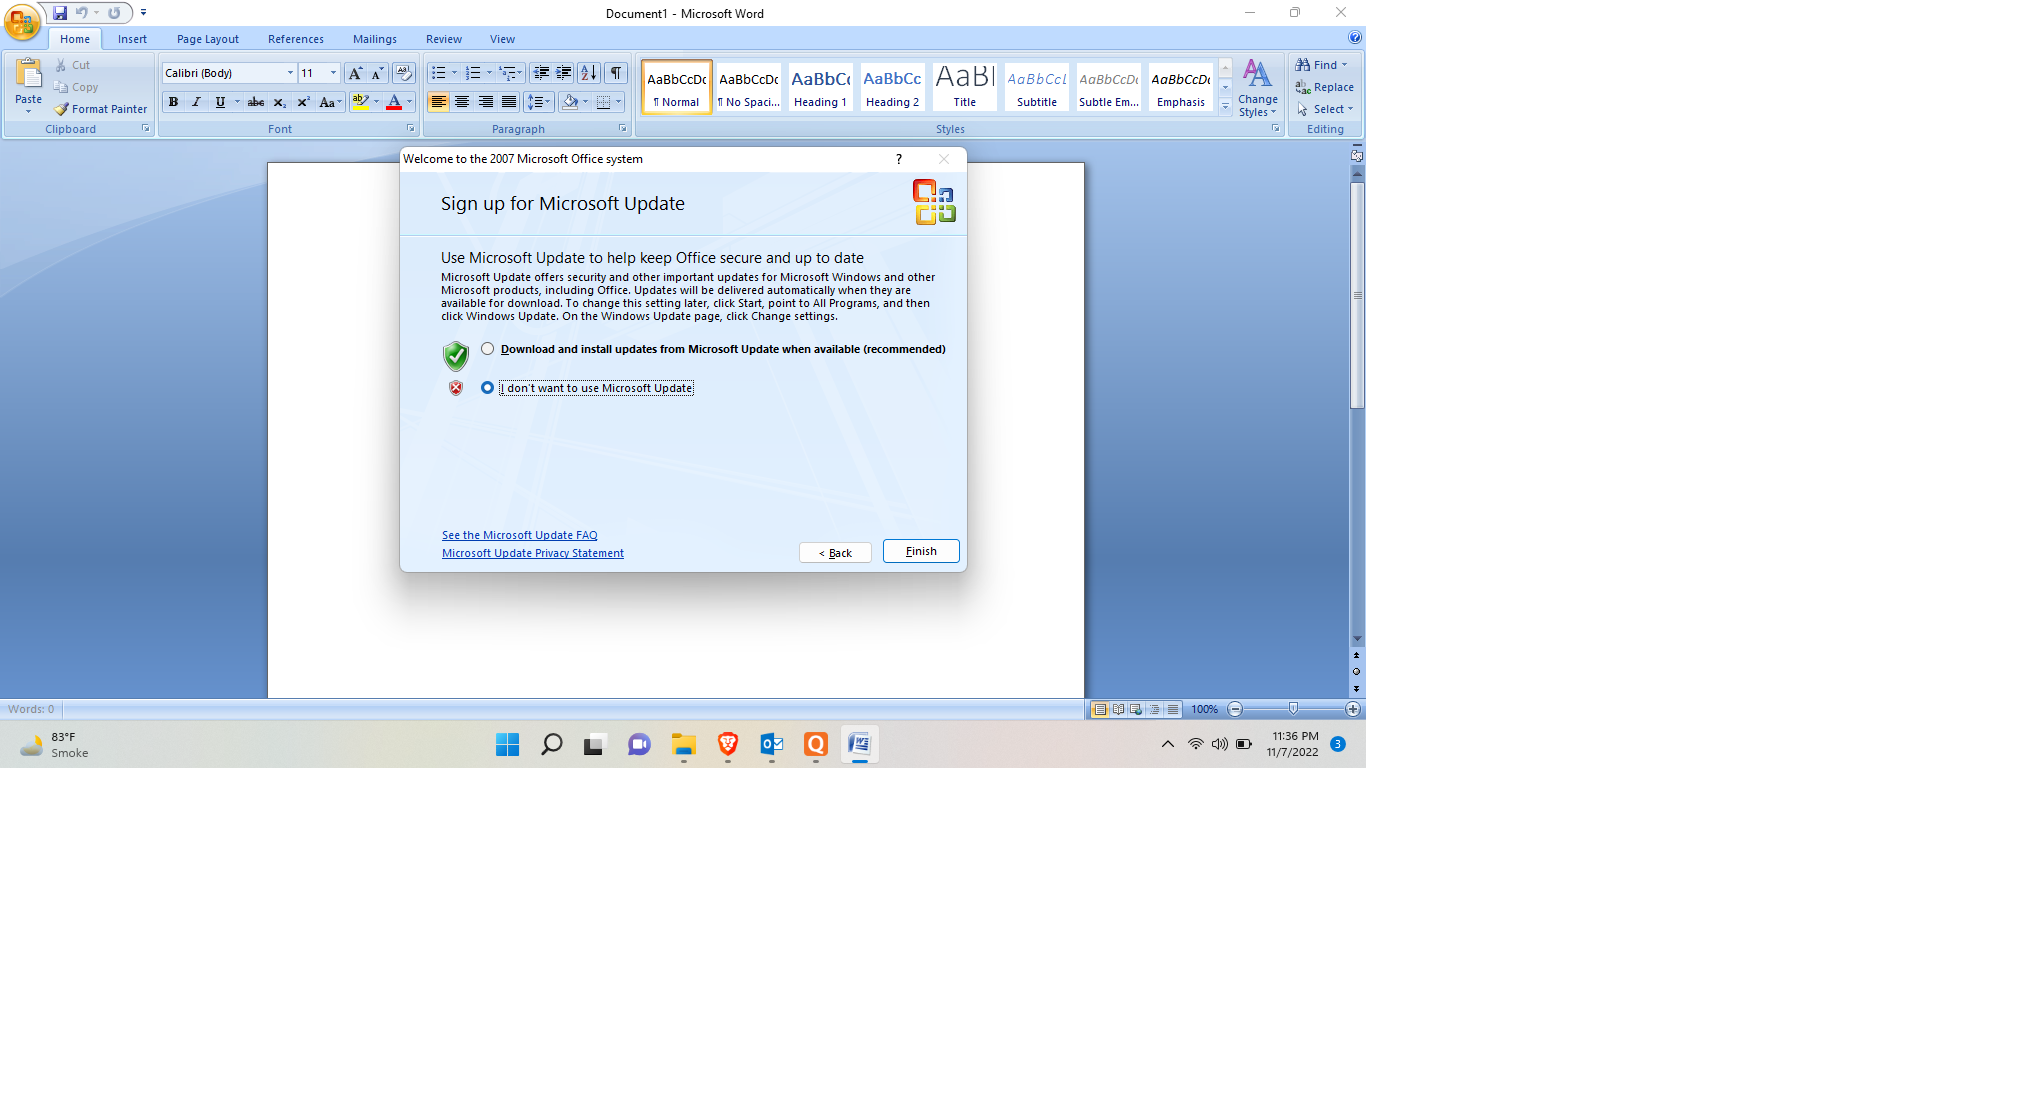 Document1 - Microsoft Word
Home Insert Page Layout References Mailings Review View
Paste
Cut
Copy
Format Painter
Clipboard
Calibri (Body) 11
B I U abc x₂ x² Aa ab A
Font
Paragraph
AaBbCcDc AaBbCcDc AaBbCc AaBbCc AaBl AaBbCcL AaBbCcDc AaBbCcDc
¶ Normal ¶ No Spaci... Heading 1 Heading 2 Title Subtitle Subtle Em... Emphasis
Change
Styles
Styles
Find
Replace
Select
Editing
Welcome to the 2007 Microsoft Office system ?
Sign up for Microsoft Update
Use Microsoft Update to help keep Office secure and up to date
Microsoft Update offers security and other important updates for Microsoft Windows and other
Microsoft products, including Office. Updates will be delivered automatically when they are
available for download. To change this setting later, click Start, point to All Programs, and then
click Windows Update. On the Windows Update page, click Change settings.
Download and install updates from Microsoft Update when available (recommended)
I don't want to use Microsoft Update
See the Microsoft Update FAQ
Microsoft Update Privacy Statement
< Back Finish
Words: 0
100%
83°F
Smoke
11:36 PM
11/7/2022
3